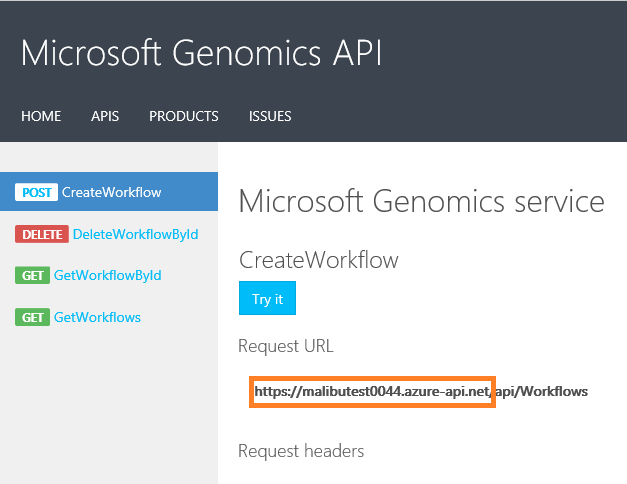 Microsoft Genomics API
HOME APIS PRODUCTS ISSUES
POST CreateWorkflow
DELETE DeleteWorkflowById
GET GetWorkflowById
GET GetWorkflows
Microsoft Genomics service
CreateWorkflow
Try it
Request URL
https://malibutest0044.azure-api.net/api/Workflows
Request headers